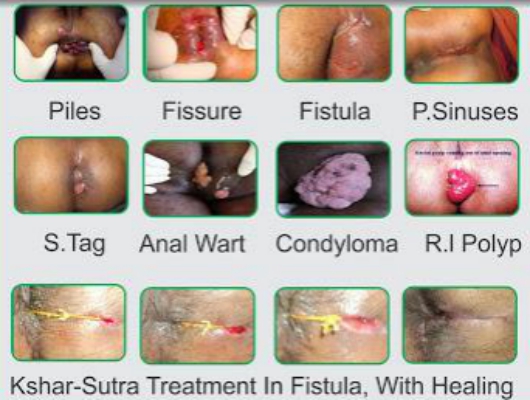 Piles Fissure Fistula P.Sinuses
S.Tag Anal Wart Condyloma R.I Polyp
Kshar-Sutra Treatment In Fistula, With Healing